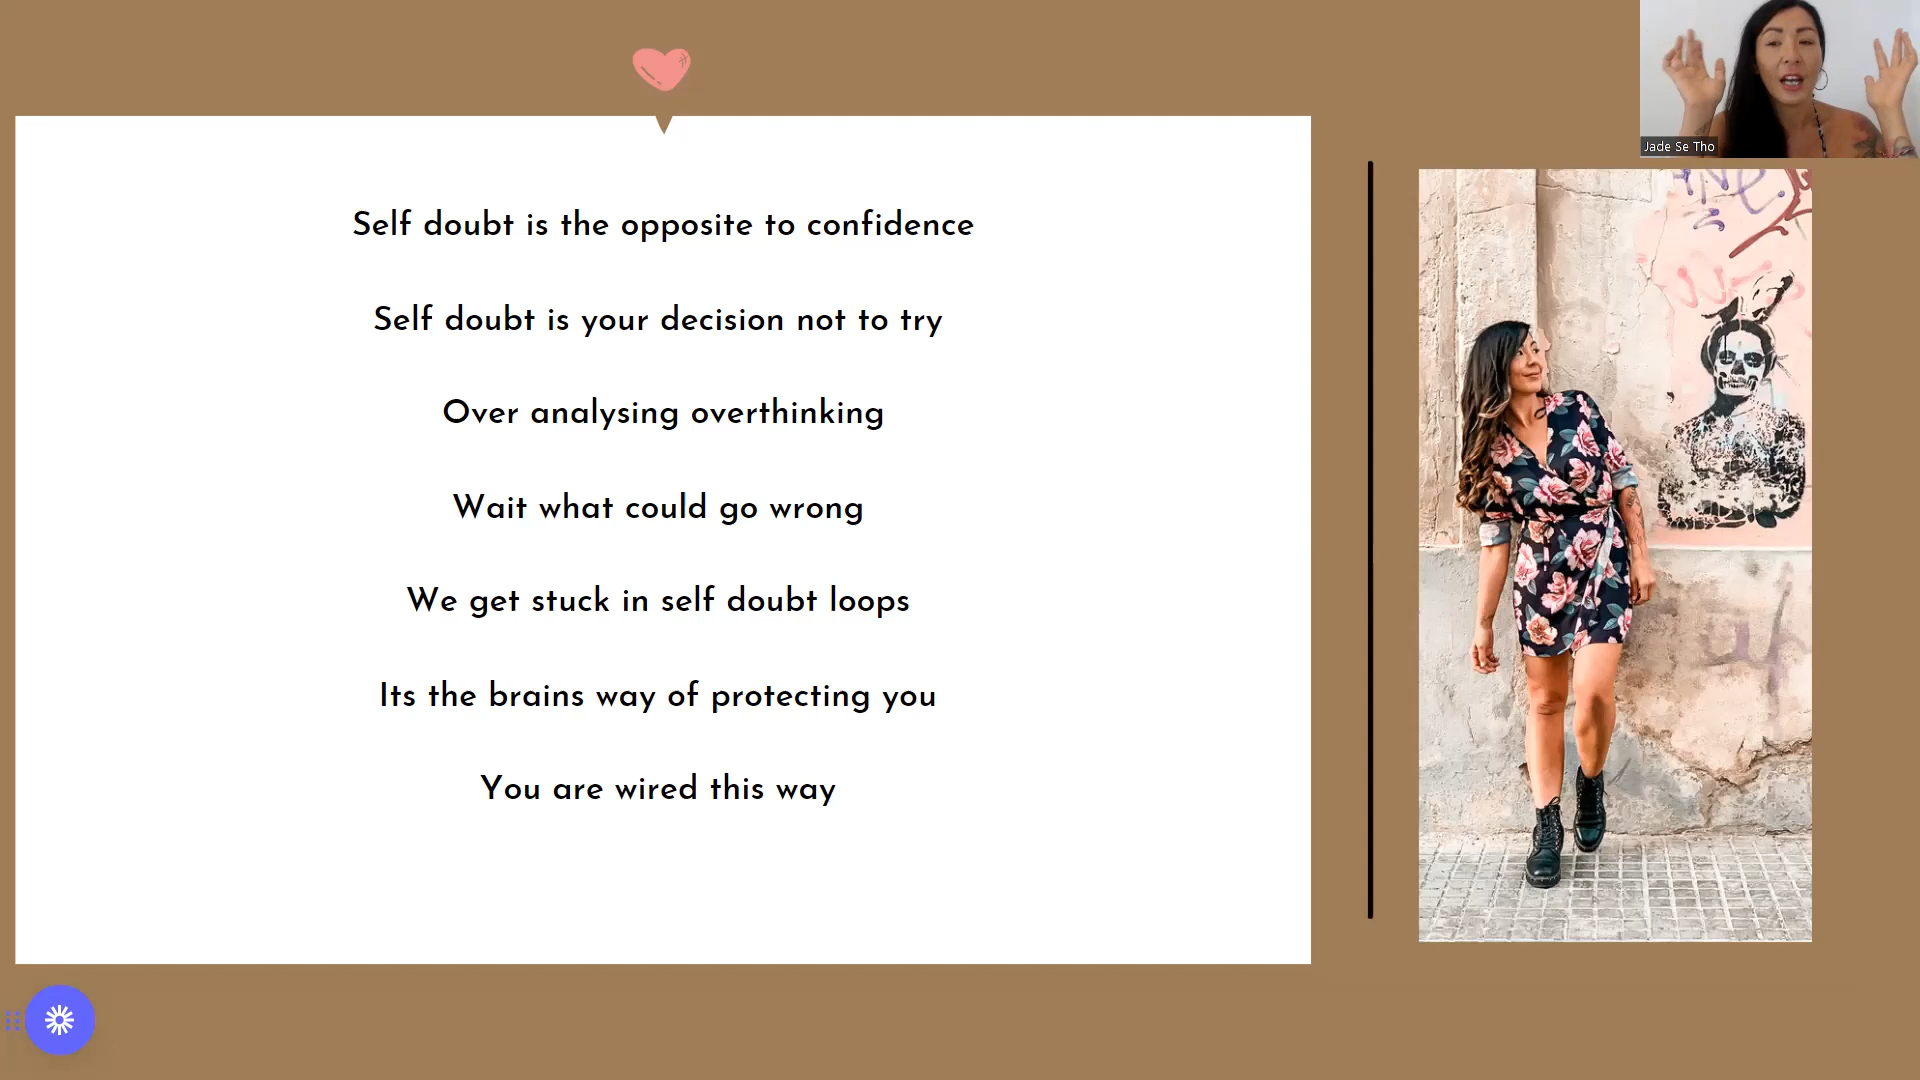 Self doubt is the opposite to confidence
Self doubt is your decision not to try
Over analysing overthinking
Wait what could go wrong
We get stuck in self doubt loops
Its the brains way of protecting you
You are wired this way
Jade Se Tho